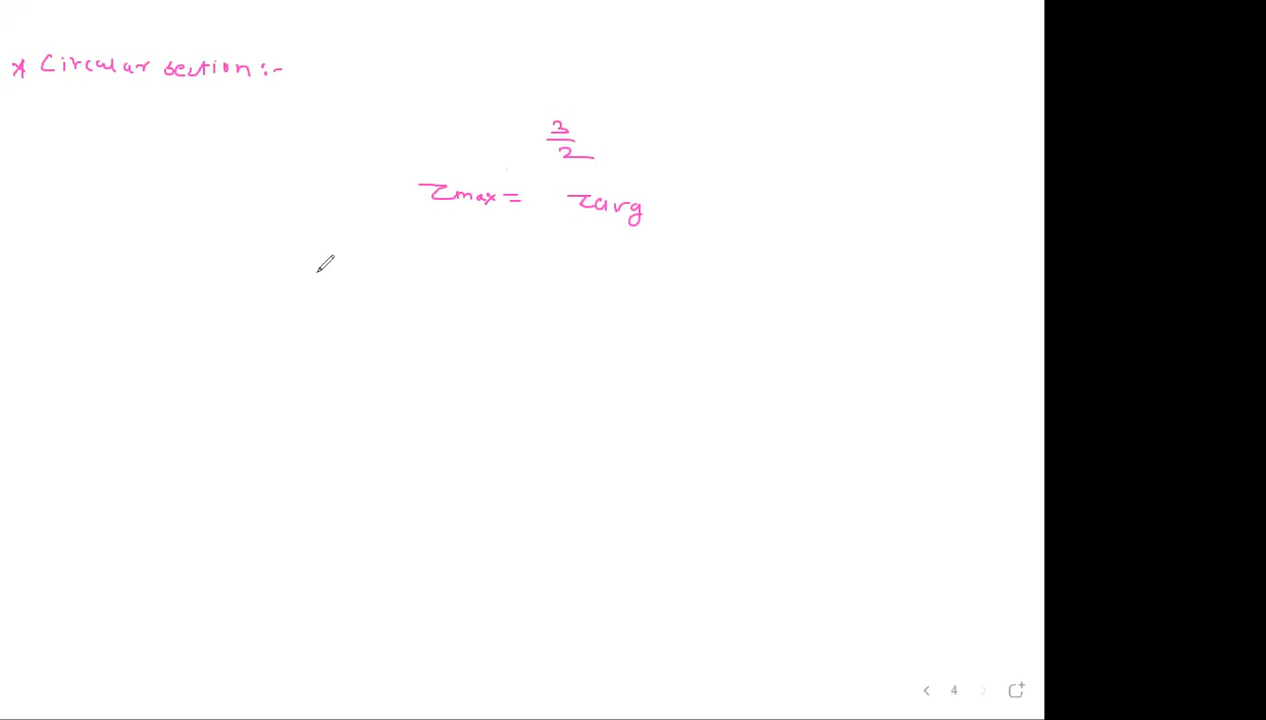 * Circular section :-
3
2
τmax = τavg
4